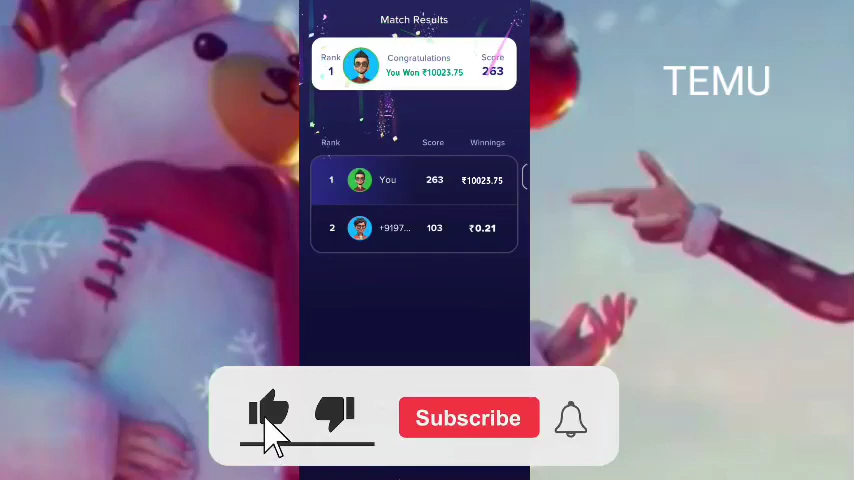 Match Results
Rank Congratulations Score
1 You Won ₹10023.75 263
TEMU
Rank Score Winnings
1 You 263 ₹10023.75
2 +9197... 103 ₹0.21
Subscribe